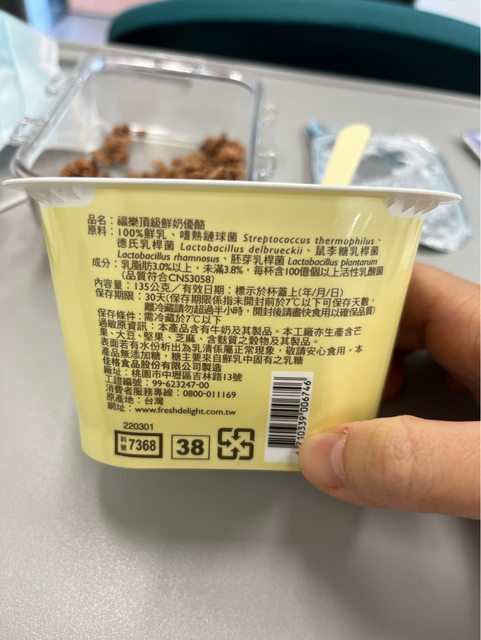 品名：福樂頂級鮮奶優酪
原料：100%鮮乳、嗜熱鏈球菌 Streptococcus thermophilus、
德氏乳桿菌 Lactobacillus delbrueckii、鼠李糖乳桿菌
Lactobacillus rhamnosus、胚芽乳桿菌 Lactobacillus plantarum
成分：乳脂肪3.0%以上，未滿3.8%，每杯含100億個以上活性乳酸菌
(品質符合CNS3058)
內容量：135公克／有效日期：標示於杯蓋上(年/月/日)
保存期限：30天(保存期限係指未開封前於7℃以下可保存天數，
離冷藏請勿超過半小時，開封後請盡快食用以確保品質)
保存條件：需冷藏於7℃以下
過敏原資訊：本產品含有牛奶及其製品。本工廠亦生產含芒
果、大豆、堅果、芝麻、含麩質之穀物及其製品。
表面若有水分析出為乳清係屬正常現象，敬請安心食用。本
產品無添加糖，糖主要來自鮮乳中固有之乳糖
佳格食品股份有限公司製造
廠址：桃園市中壢區吉林路13號
工證編號：99-623247-00
消費者服務專線：0800-011169
原產地：台灣
網址：www.freshdelight.com.tw
220301
料號 7368
38
4710339006746